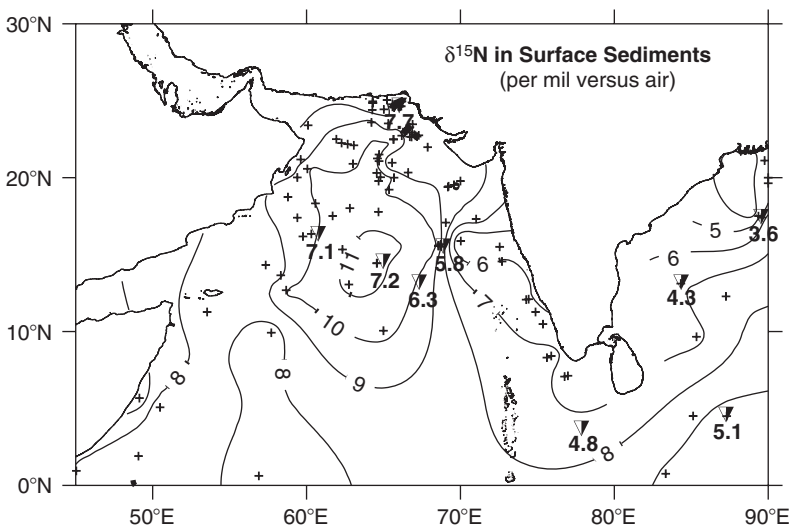 30°N
δ¹⁵N in Surface Sediments
(per mil versus air)
7.7
20°N
5
3.6
11
5.8
6
6
7.1
7.2
6.3
7
4.3
10°N
10
8
8
9
4.8
8
5.1
0°N
50°E
60°E
70°E
80°E
90°E